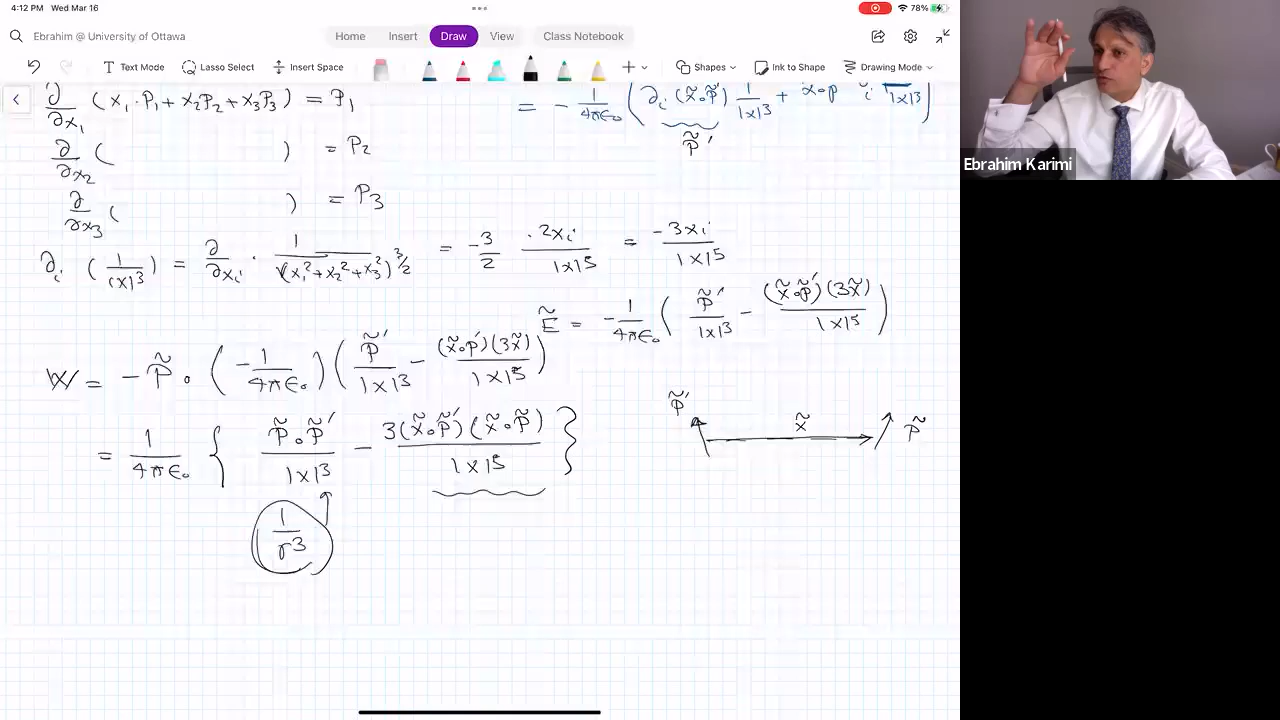 4:12 PM Wed Mar 16
78%
Ebrahim @ University of Ottawa
Home Insert Draw View Class Notebook
Text Mode Lasso Select Insert Space Shapes Ink to Shape Drawing Mode
∂/∂x₁ (x₁·P₁ + x₂P₂ + x₃P₃) = P₁
= -1/4πε₀ (∂ᵢ (x̃∘p̃′) 1/|x|³ + x∘p
p̃′
∂/∂x₂ ( ) = P₂
∂/∂x₃ ( ) = P₃
∂ᵢ (1/|x|³) = ∂/∂xᵢ · 1/(x₁²+x₂²+x₃²)^3/2 = -3/2 · 2xᵢ/|x|⁵ = -3xᵢ/|x|⁵
Ẽ = -1/4πε₀ (p̃′/|x|³ - (x̃∘p̃′)(3x̃)/|x|⁵)
W = -p̃∘(-1/4πε₀)(p̃′/|x|³ - (x̃∘p′)(3x̃)/|x|⁵)
= 1/4πε₀ {p̃∘p̃′/|x|³ - 3(x̃∘p̃′)(x̃∘p̃)/|x|⁵}
p̃′ x̃ p̃
1/r³
Ebrahim Karimi